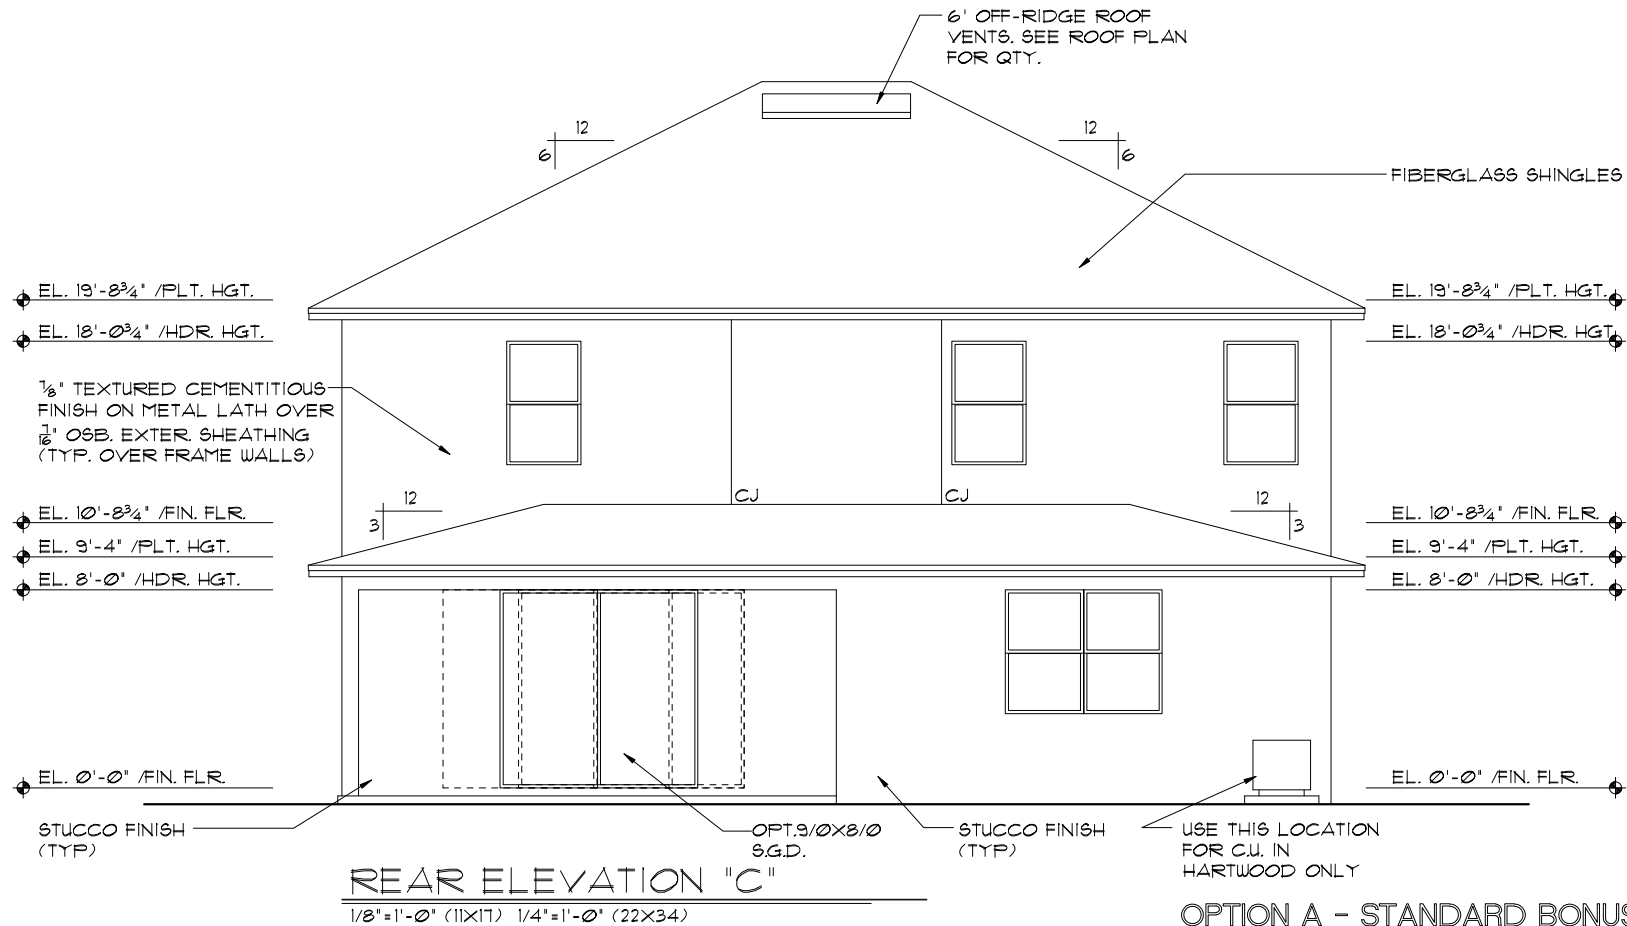 6' OFF-RIDGE ROOF
VENTS. SEE ROOF PLAN
FOR QTY.
12
6
12
6
FIBERGLASS SHINGLES
EL. 19'-8¾" /PLT. HGT.
EL. 19'-8¾" /PLT. HGT.
EL. 18'-0¾" /HDR. HGT.
EL. 18'-0¾" /HDR. HGT
⅞" TEXTURED CEMENTITIOUS
FINISH ON METAL LATH OVER
7/16" OSB. EXTER. SHEATHING
(TYP. OVER FRAME WALLS)
CJ
CJ
12
3
12
3
EL. 10'-8¾" /FIN. FLR.
EL. 10'-8¾" /FIN. FLR.
EL. 9'-4" /PLT. HGT.
EL. 9'-4" /PLT. HGT.
EL. 8'-0" /HDR. HGT.
EL. 8'-0" /HDR. HGT.
EL. 0'-0" /FIN. FLR.
EL. 0'-0" /FIN. FLR.
STUCCO FINISH
(TYP)
OPT.9/0X8/0
S.G.D.
STUCCO FINISH
(TYP)
USE THIS LOCATION
FOR C.U. IN
HARTWOOD ONLY
REAR ELEVATION "C"
1/8"=1'-0" (11X17) 1/4"=1'-0" (22X34)
OPTION A - STANDARD BONUS